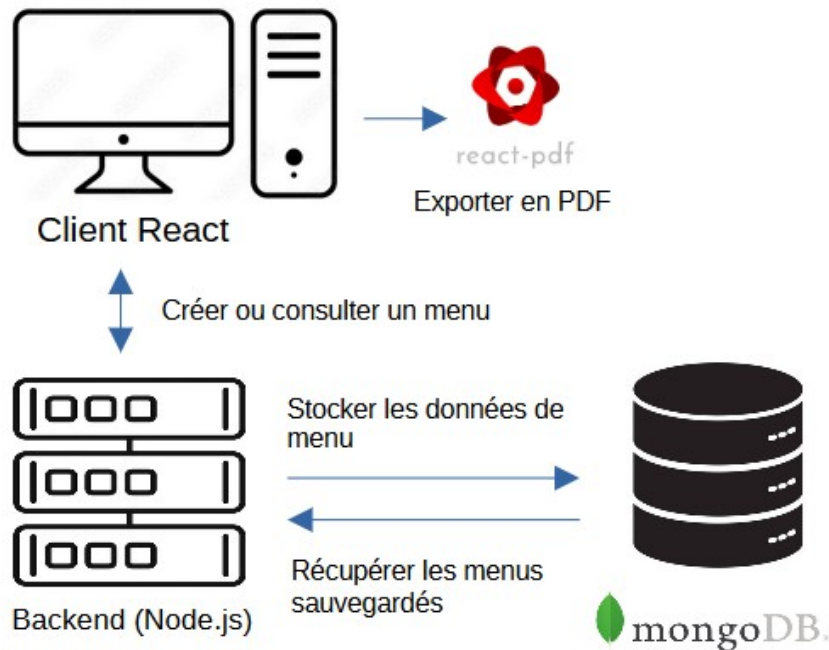 react-pdf
Exporter en PDF
Client React
Créer ou consulter un menu
Stocker les données de
menu
Récupérer les menus
sauvegardés
Backend (Node.js)
mongoDB.